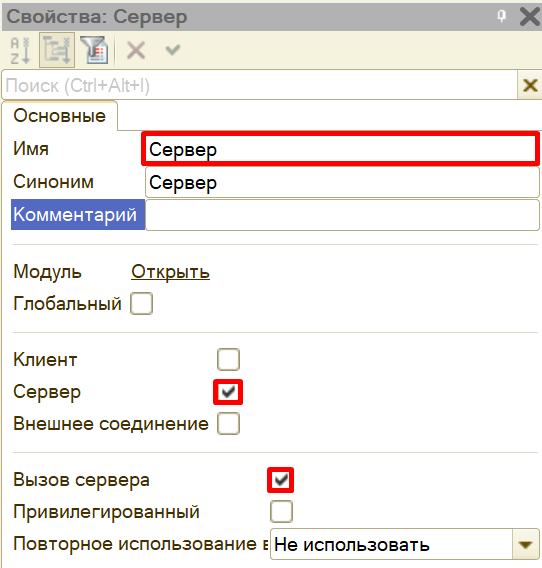 Свойства: Сервер
Поиск (Ctrl+Alt+I)
Основные
Имя Сервер
Синоним Сервер
Комментарий
Модуль Открыть
Глобальный
Клиент
Сервер
Внешнее соединение
Вызов сервера
Привилегированный
Повторное использование в Не использовать